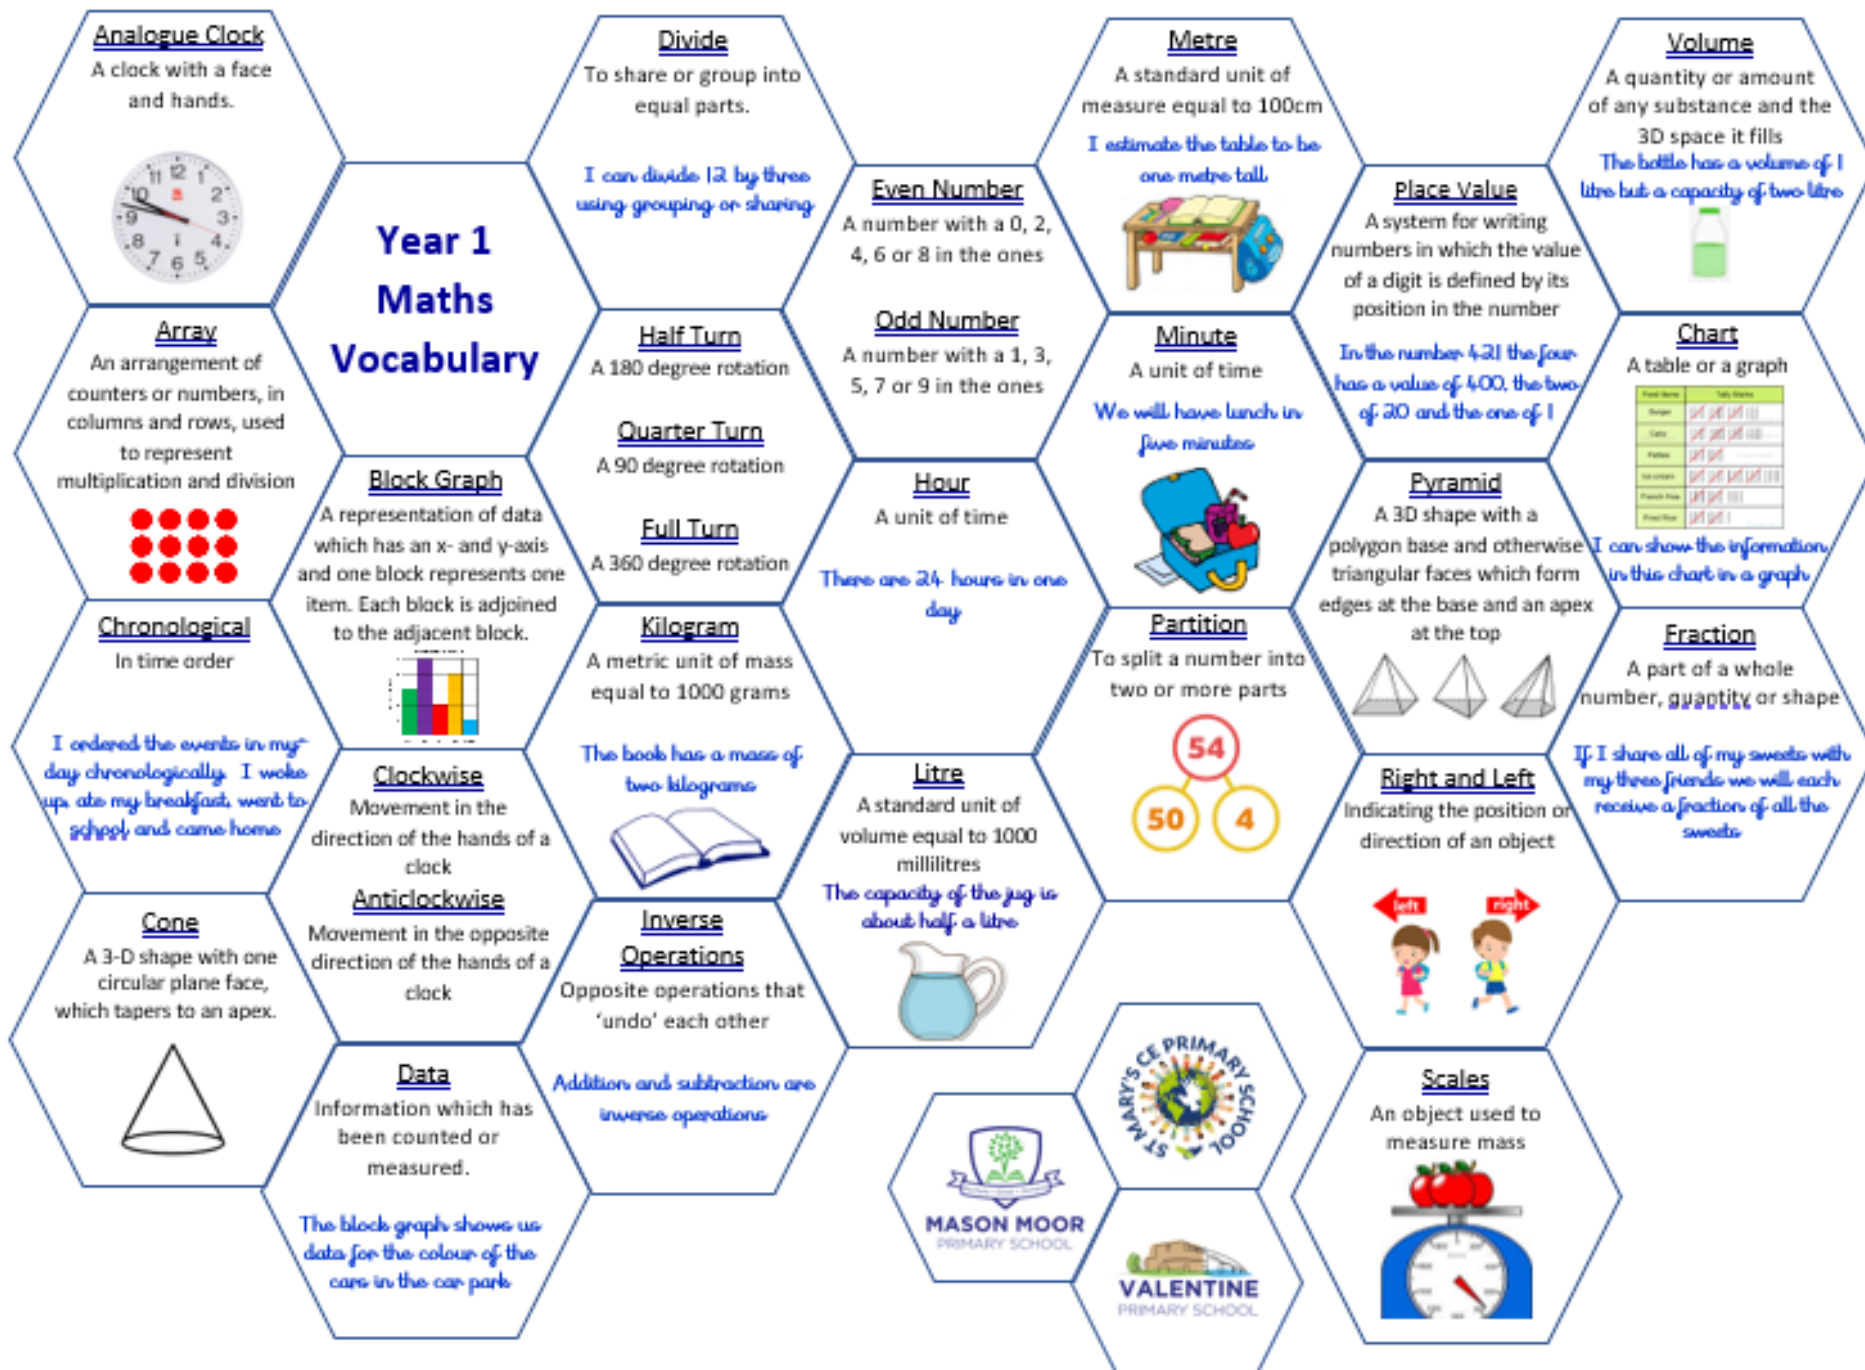 Analogue Clock
A clock with a face
and hands.
12
1
2
3
4
5
6
7
8
9
10
11
Year 1
Maths
Vocabulary
Divide
To share or group into
equal parts.
I can divide 12 by three
using grouping or sharing
Even Number
A number with a 0, 2,
4, 6 or 8 in the ones
Odd Number
A number with a 1, 3,
5, 7 or 9 in the ones
Metre
A standard unit of
measure equal to 100cm
I estimate the table to be
one metre tall
Place Value
A system for writing
numbers in which the value
of a digit is defined by its
position in the number
In the number 421 the four
has a value of 400, the two
of 20 and the one of 1
Volume
A quantity or amount
of any substance and the
3D space it fills
The bottle has a volume of 1
litre but a capacity of two litre
Array
An arrangement of
counters or numbers, in
columns and rows, used
to represent
multiplication and division
Block Graph
A representation of data
which has an x- and y-axis
and one block represents one
item. Each block is adjoined
to the adjacent block.
Half Turn
A 180 degree rotation
Quarter Turn
A 90 degree rotation
Full Turn
A 360 degree rotation
Hour
A unit of time
There are 24 hours in one
day
Minute
A unit of time
We will have lunch in
five minutes
Pyramid
A 3D shape with a
polygon base and otherwise
triangular faces which form
edges at the base and an apex
at the top
Chart
A table or a graph
I can show the information
in this chart in a graph
Chronological
In time order
I ordered the events in my
day chronologically. I woke
up, ate my breakfast, went to
school and came home
Clockwise
Movement in the
direction of the hands of a
clock
Anticlockwise
Movement in the opposite
direction of the hands of a
clock
Kilogram
A metric unit of mass
equal to 1000 grams
The book has a mass of
two kilograms
Litre
A standard unit of
volume equal to 1000
millilitres
The capacity of the jug is
about half a litre
Partition
To split a number into
two or more parts
54
50
4
Right and Left
Indicating the position or
direction of an object
left
right
Fraction
A part of a whole
number, quantity or shape
If I share all of my sweets with
my three friends we will each
receive a fraction of all the
sweets
Cone
A 3-D shape with one
circular plane face,
which tapers to an apex.
Data
Information which has
been counted or
measured.
The block graph shows us
data for the colour of the
cars in the car park
Inverse
Operations
Opposite operations that
‘undo’ each other
Addition and subtraction are
inverse operations
ST MARY'S CE PRIMARY SCHOOL
MASON MOOR
PRIMARY SCHOOL
VALENTINE
PRIMARY SCHOOL
Scales
An object used to
measure mass